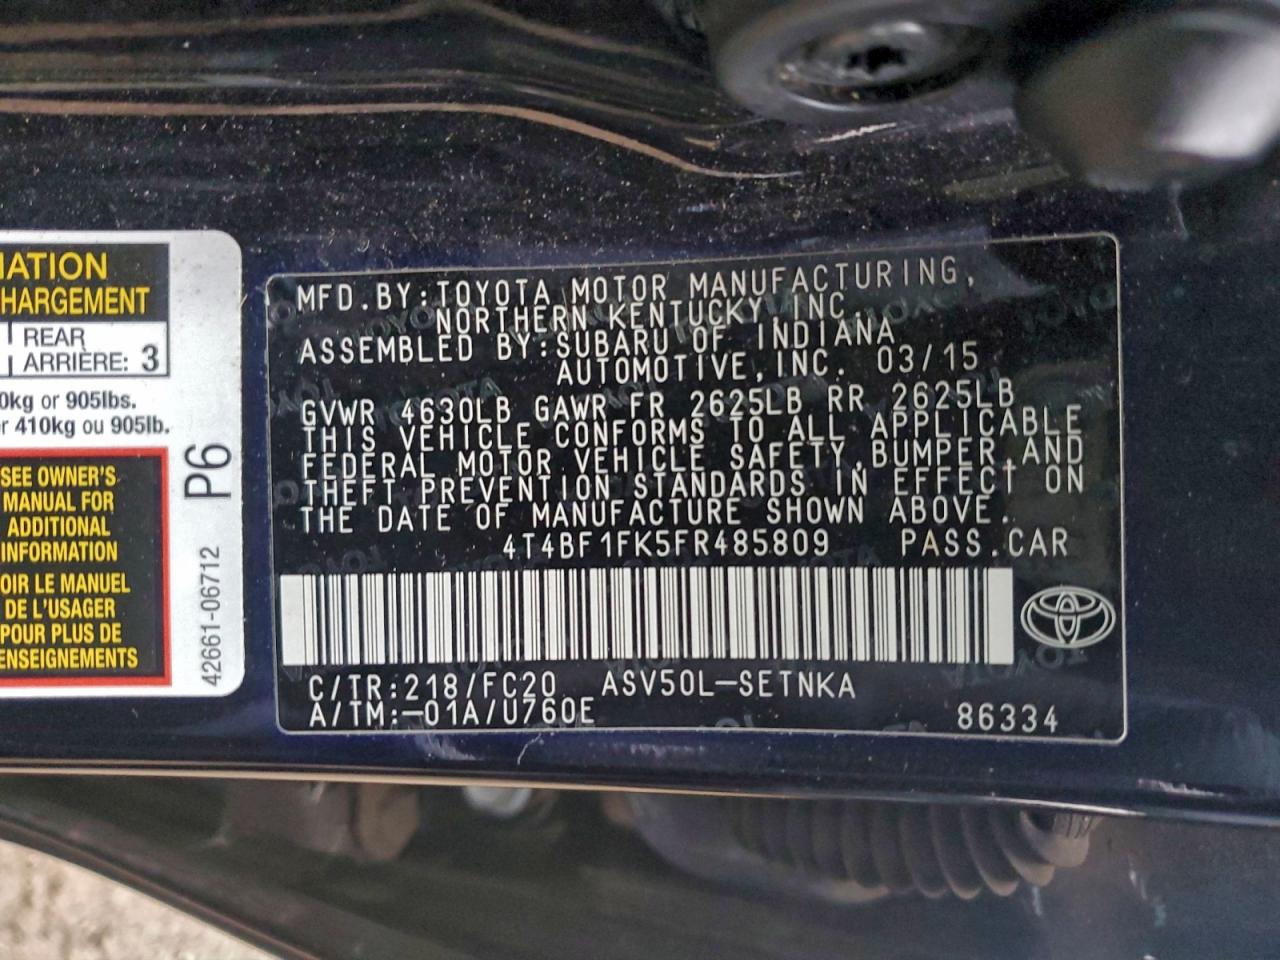 IATION
HARGEMENT
REAR
ARRIÈRE: 3
0kg or 905lbs.
r 410kg ou 905lb.
SEE OWNER'S
MANUAL FOR
ADDITIONAL
INFORMATION
OIR LE MANUEL
DE L'USAGER
POUR PLUS DE
ENSEIGNEMENTS
42661-06712 P6
MFD.BY:TOYOTA MOTOR MANUFACTURING,
NORTHERN KENTUCKY INC.
ASSEMBLED BY:SUBARU OF INDIANA
AUTOMOTIVE,INC. 03/15
GVWR 4630LB GAWR FR 2625LB RR 2625LB
THIS VEHICLE CONFORMS TO ALL APPLICABLE
FEDERAL MOTOR VEHICLE SAFETY,BUMPER,AND
THEFT PREVENTION STANDARDS IN EFFECT ON
THE DATE OF MANUFACTURE SHOWN ABOVE.
4T4BF1FK5FR485809 PASS.CAR
C/TR:218/FC20 ASV50L-SETNKA
A/TM:-01A/U760E
86334